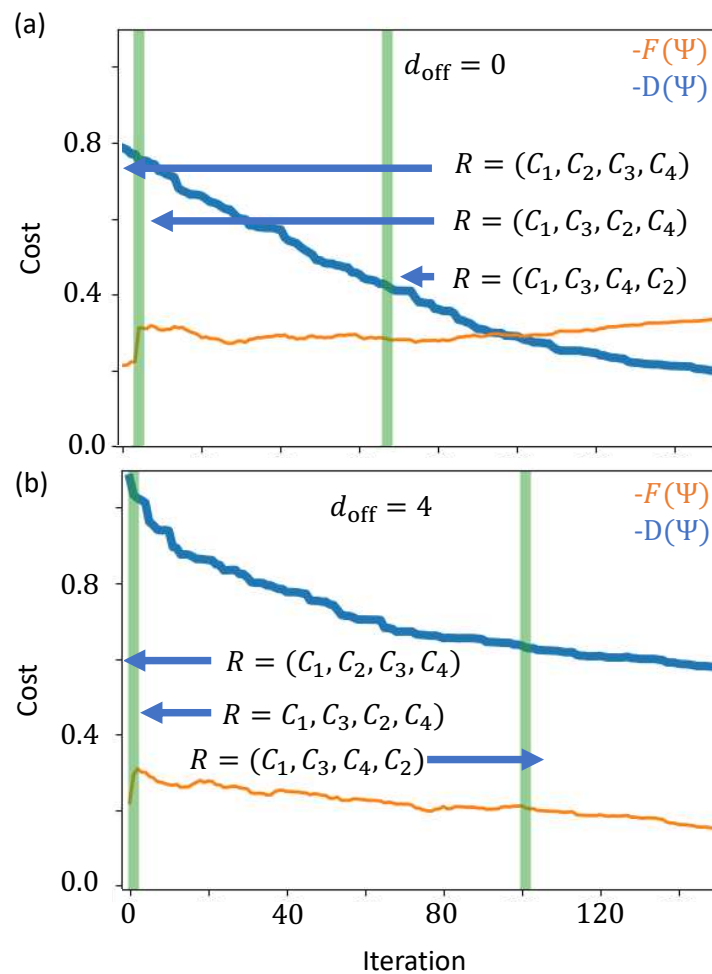 (a)
d_off = 0
-F(Ψ)
-D(Ψ)
0.8
R = (C₁, C₂, C₃, C₄)
R = (C₁, C₃, C₂, C₄)
Cost
0.4
R = (C₁, C₃, C₄, C₂)
0.0
(b)
d_off = 4
-F(Ψ)
-D(Ψ)
0.8
R = (C₁, C₂, C₃, C₄)
Cost
R = C₁, C₃, C₂, C₄)
0.4
R = (C₁, C₃, C₄, C₂)
0.0
0 40 80 120
Iteration